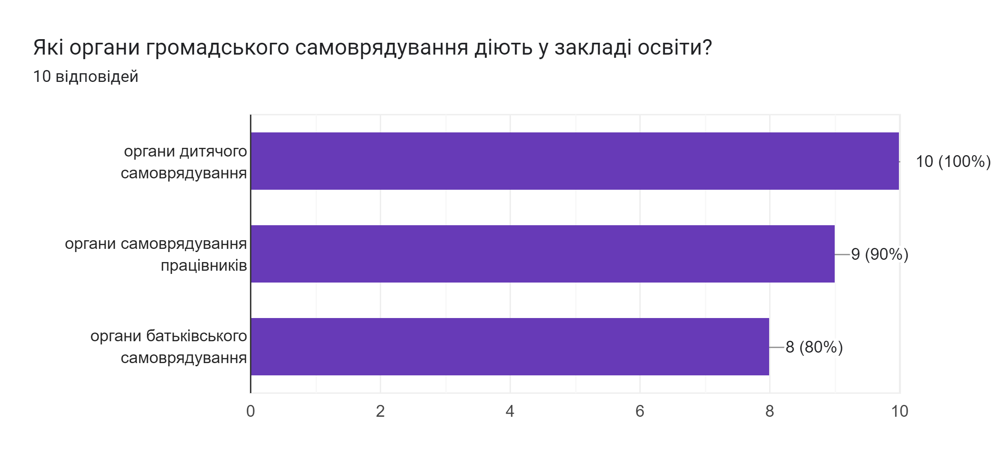 Які органи громадського самоврядування діють у закладі освіти?
10 відповідей
органи дитячого
самоврядування
10 (100%)
органи самоврядування
працівників
9 (90%)
органи батьківського
самоврядування
8 (80%)
0 2 4 6 8 10